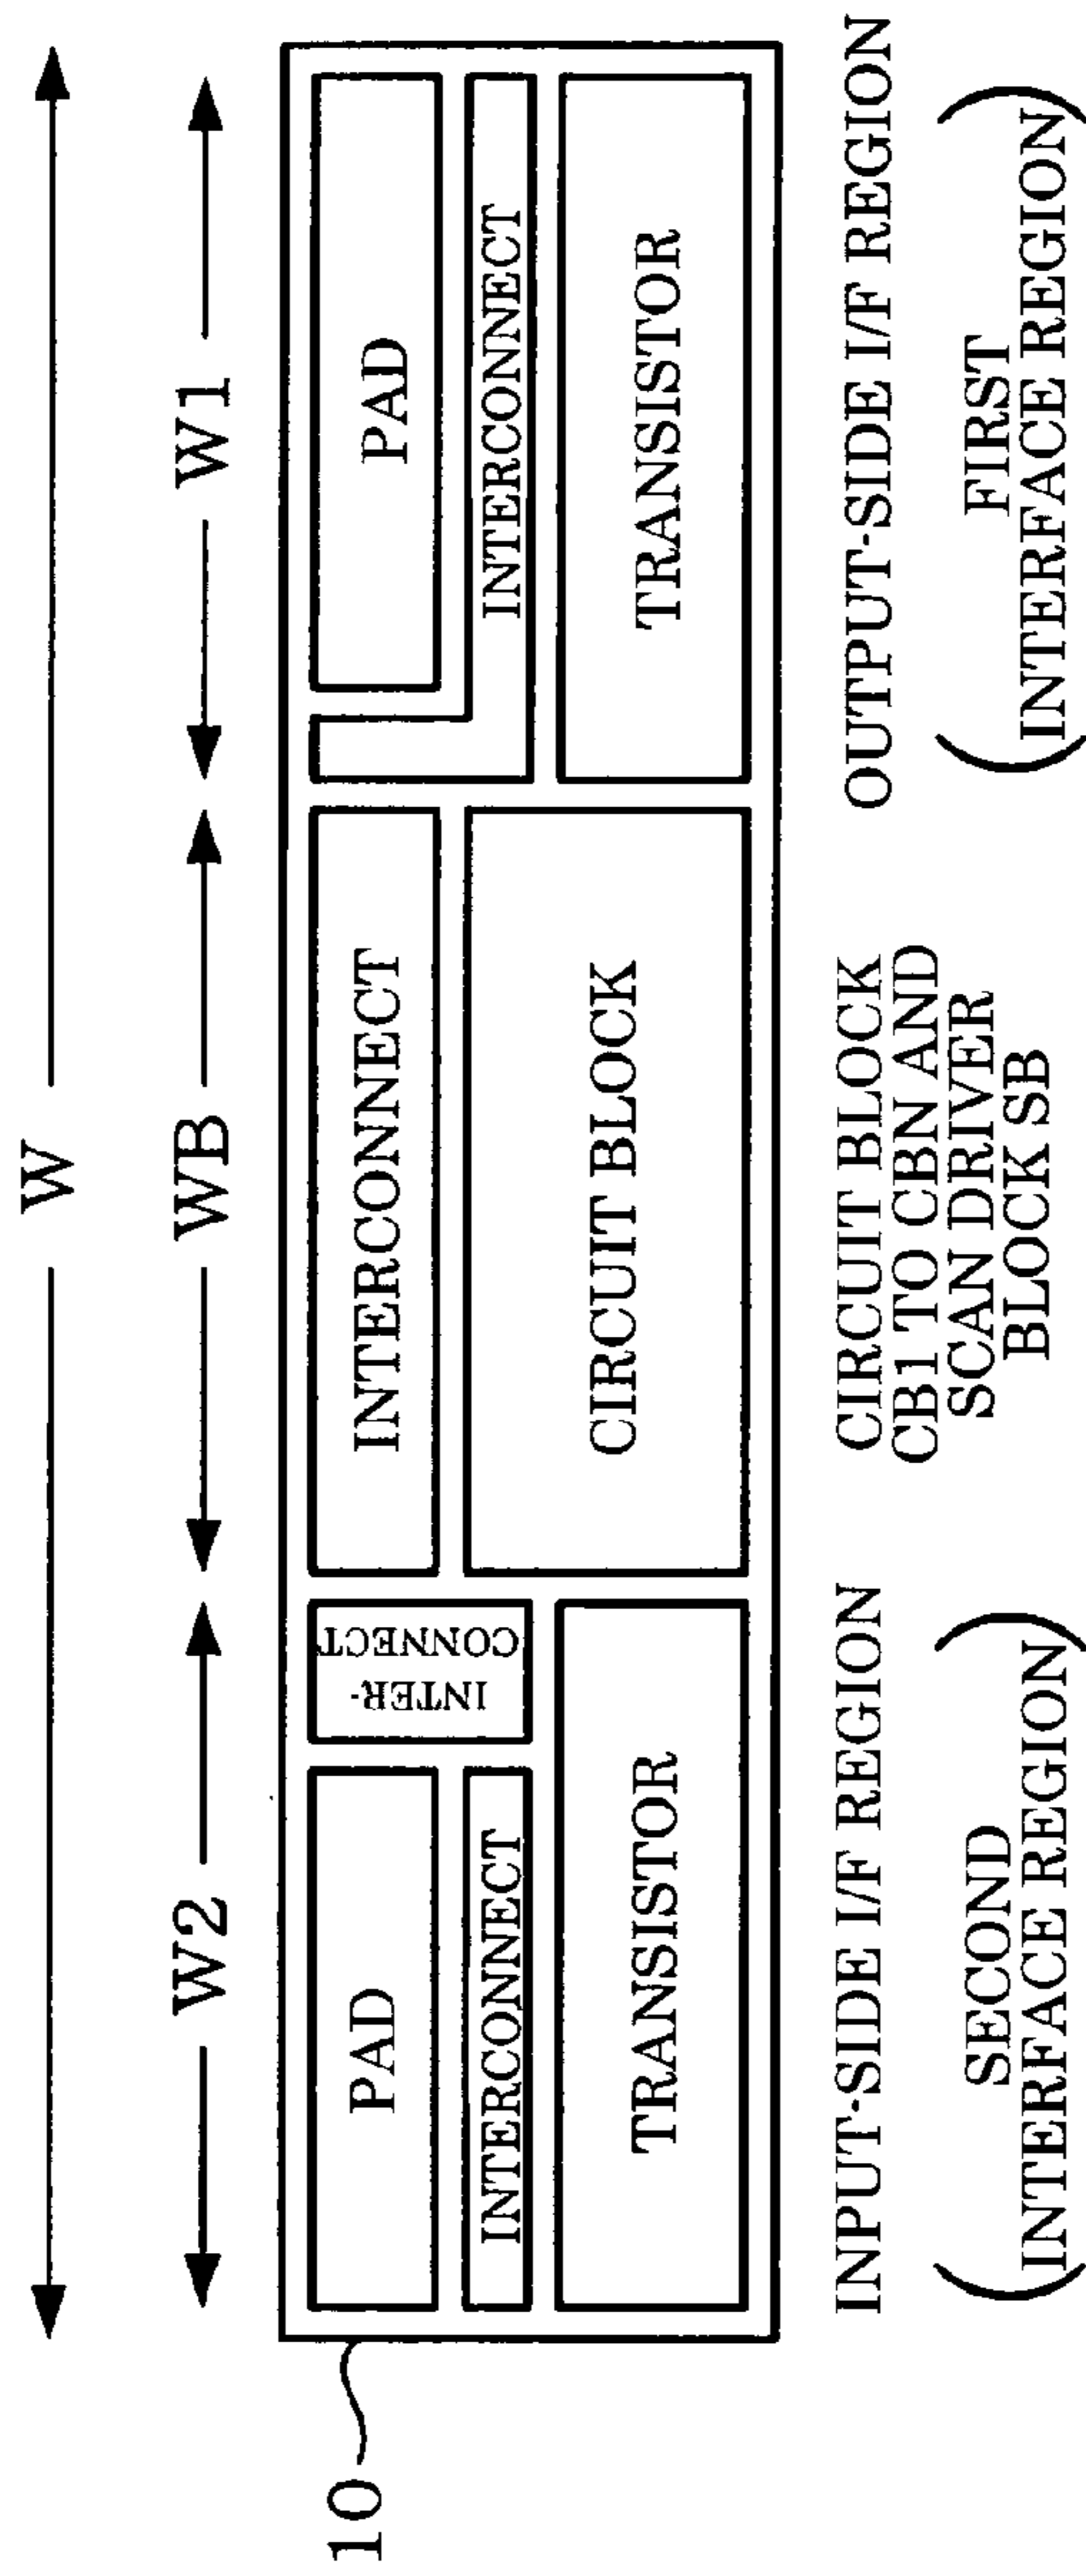 W
W2
WB
W1
10
PAD
INTER-
CONNECT
INTERCONNECT
PAD
INTERCONNECT
INTERCONNECT
TRANSISTOR
CIRCUIT BLOCK
TRANSISTOR
INPUT-SIDE I/F REGION
( SECOND
INTERFACE REGION )
CIRCUIT BLOCK
CB1 TO CBN AND
SCAN DRIVER
BLOCK SB
OUTPUT-SIDE I/F REGION
( FIRST
INTERFACE REGION )